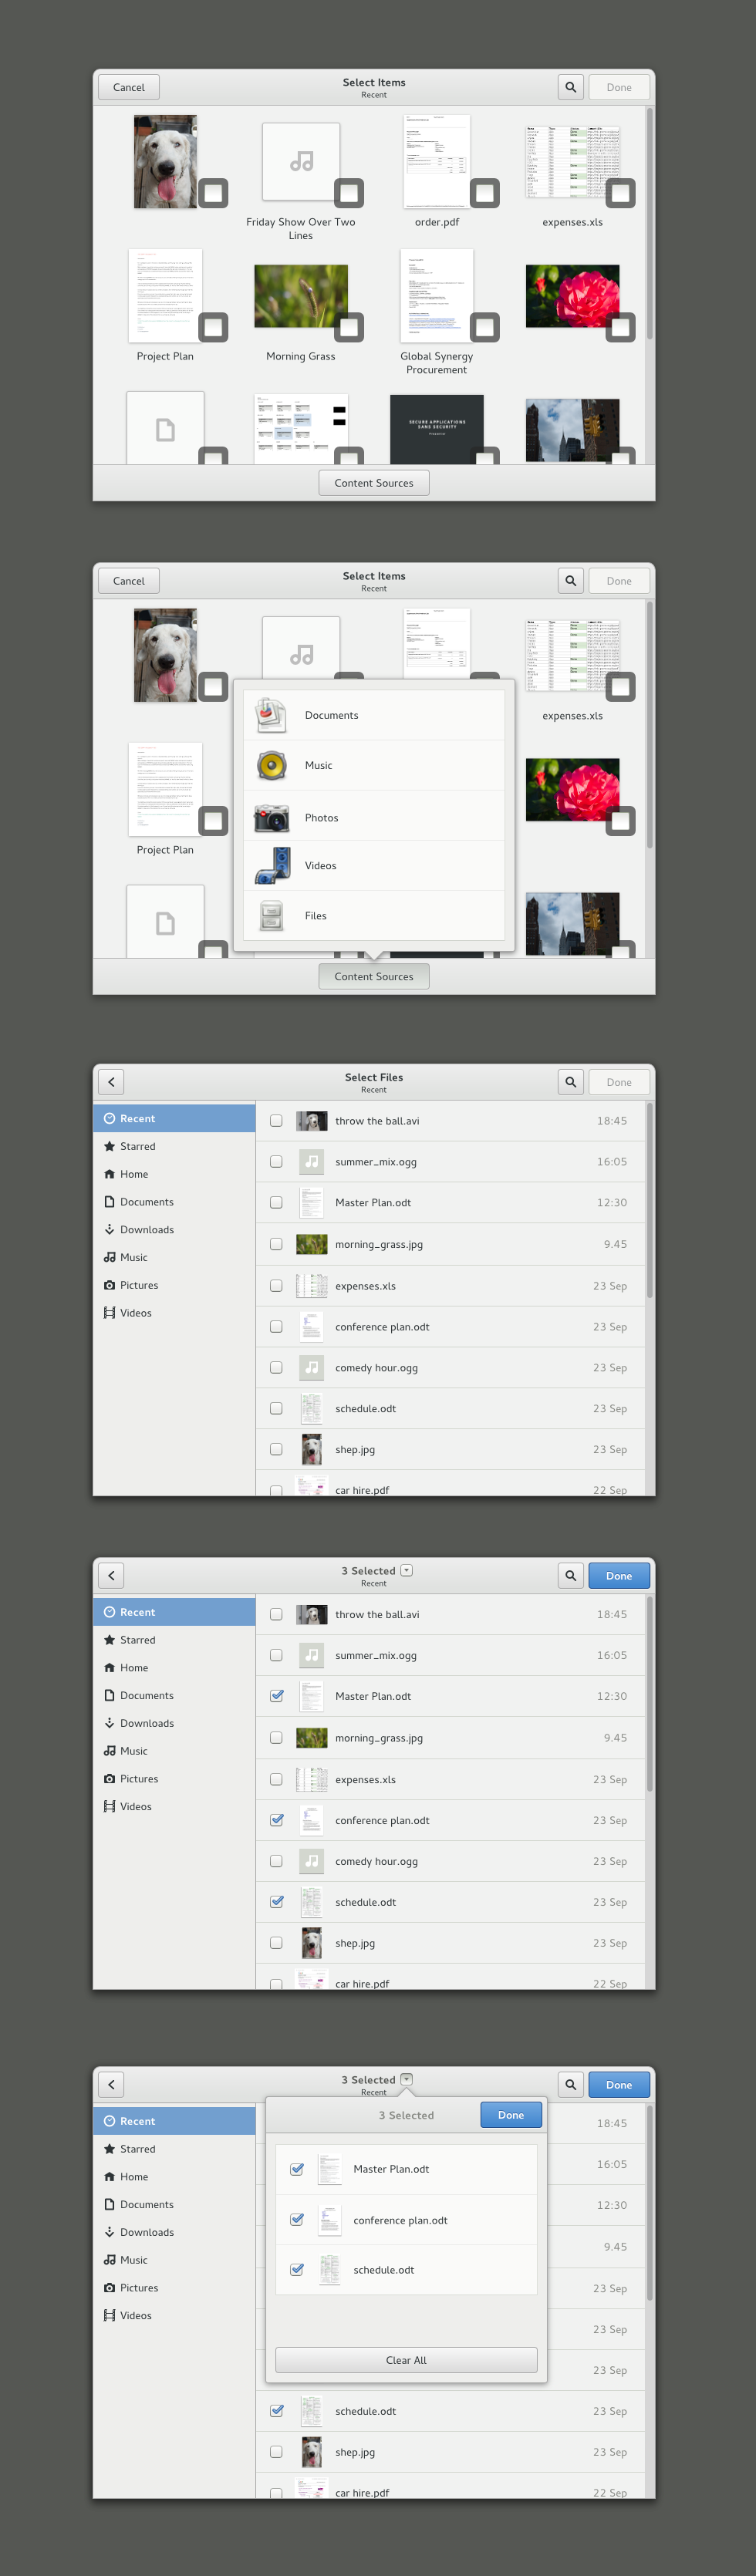 Cancel
Select Items
Recent
Done
Friday Show Over Two
Lines
order.pdf
expenses.xls
Project Plan
Morning Grass
Global Synergy
Procurement
SECURE APPLICATIONS
SANS SECURITY
Content Sources
Cancel
Select Items
Recent
Done
expenses.xls
Project Plan
Documents
Music
Photos
Videos
Files
Content Sources
Select Files
Recent
Done
Recent
Starred
Home
Documents
Downloads
Music
Pictures
Videos
throw the ball.avi 18:45
summer_mix.ogg 16:05
Master Plan.odt 12:30
morning_grass.jpg 9.45
expenses.xls 23 Sep
conference plan.odt 23 Sep
comedy hour.ogg 23 Sep
schedule.odt 23 Sep
shep.jpg 23 Sep
car hire.pdf 22 Sep
3 Selected
Recent
Done
Recent
Starred
Home
Documents
Downloads
Music
Pictures
Videos
throw the ball.avi 18:45
summer_mix.ogg 16:05
Master Plan.odt 12:30
morning_grass.jpg 9.45
expenses.xls 23 Sep
conference plan.odt 23 Sep
comedy hour.ogg 23 Sep
schedule.odt 23 Sep
shep.jpg 23 Sep
car hire.pdf 22 Sep
3 Selected
Recent
Done
Recent
Starred
Home
Documents
Downloads
Music
Pictures
Videos
3 Selected
Done
Master Plan.odt
conference plan.odt
schedule.odt
Clear All
18:45
16:05
12:30
9.45
23 Sep
23 Sep
23 Sep
schedule.odt 23 Sep
shep.jpg 23 Sep
car hire.pdf 22 Sep